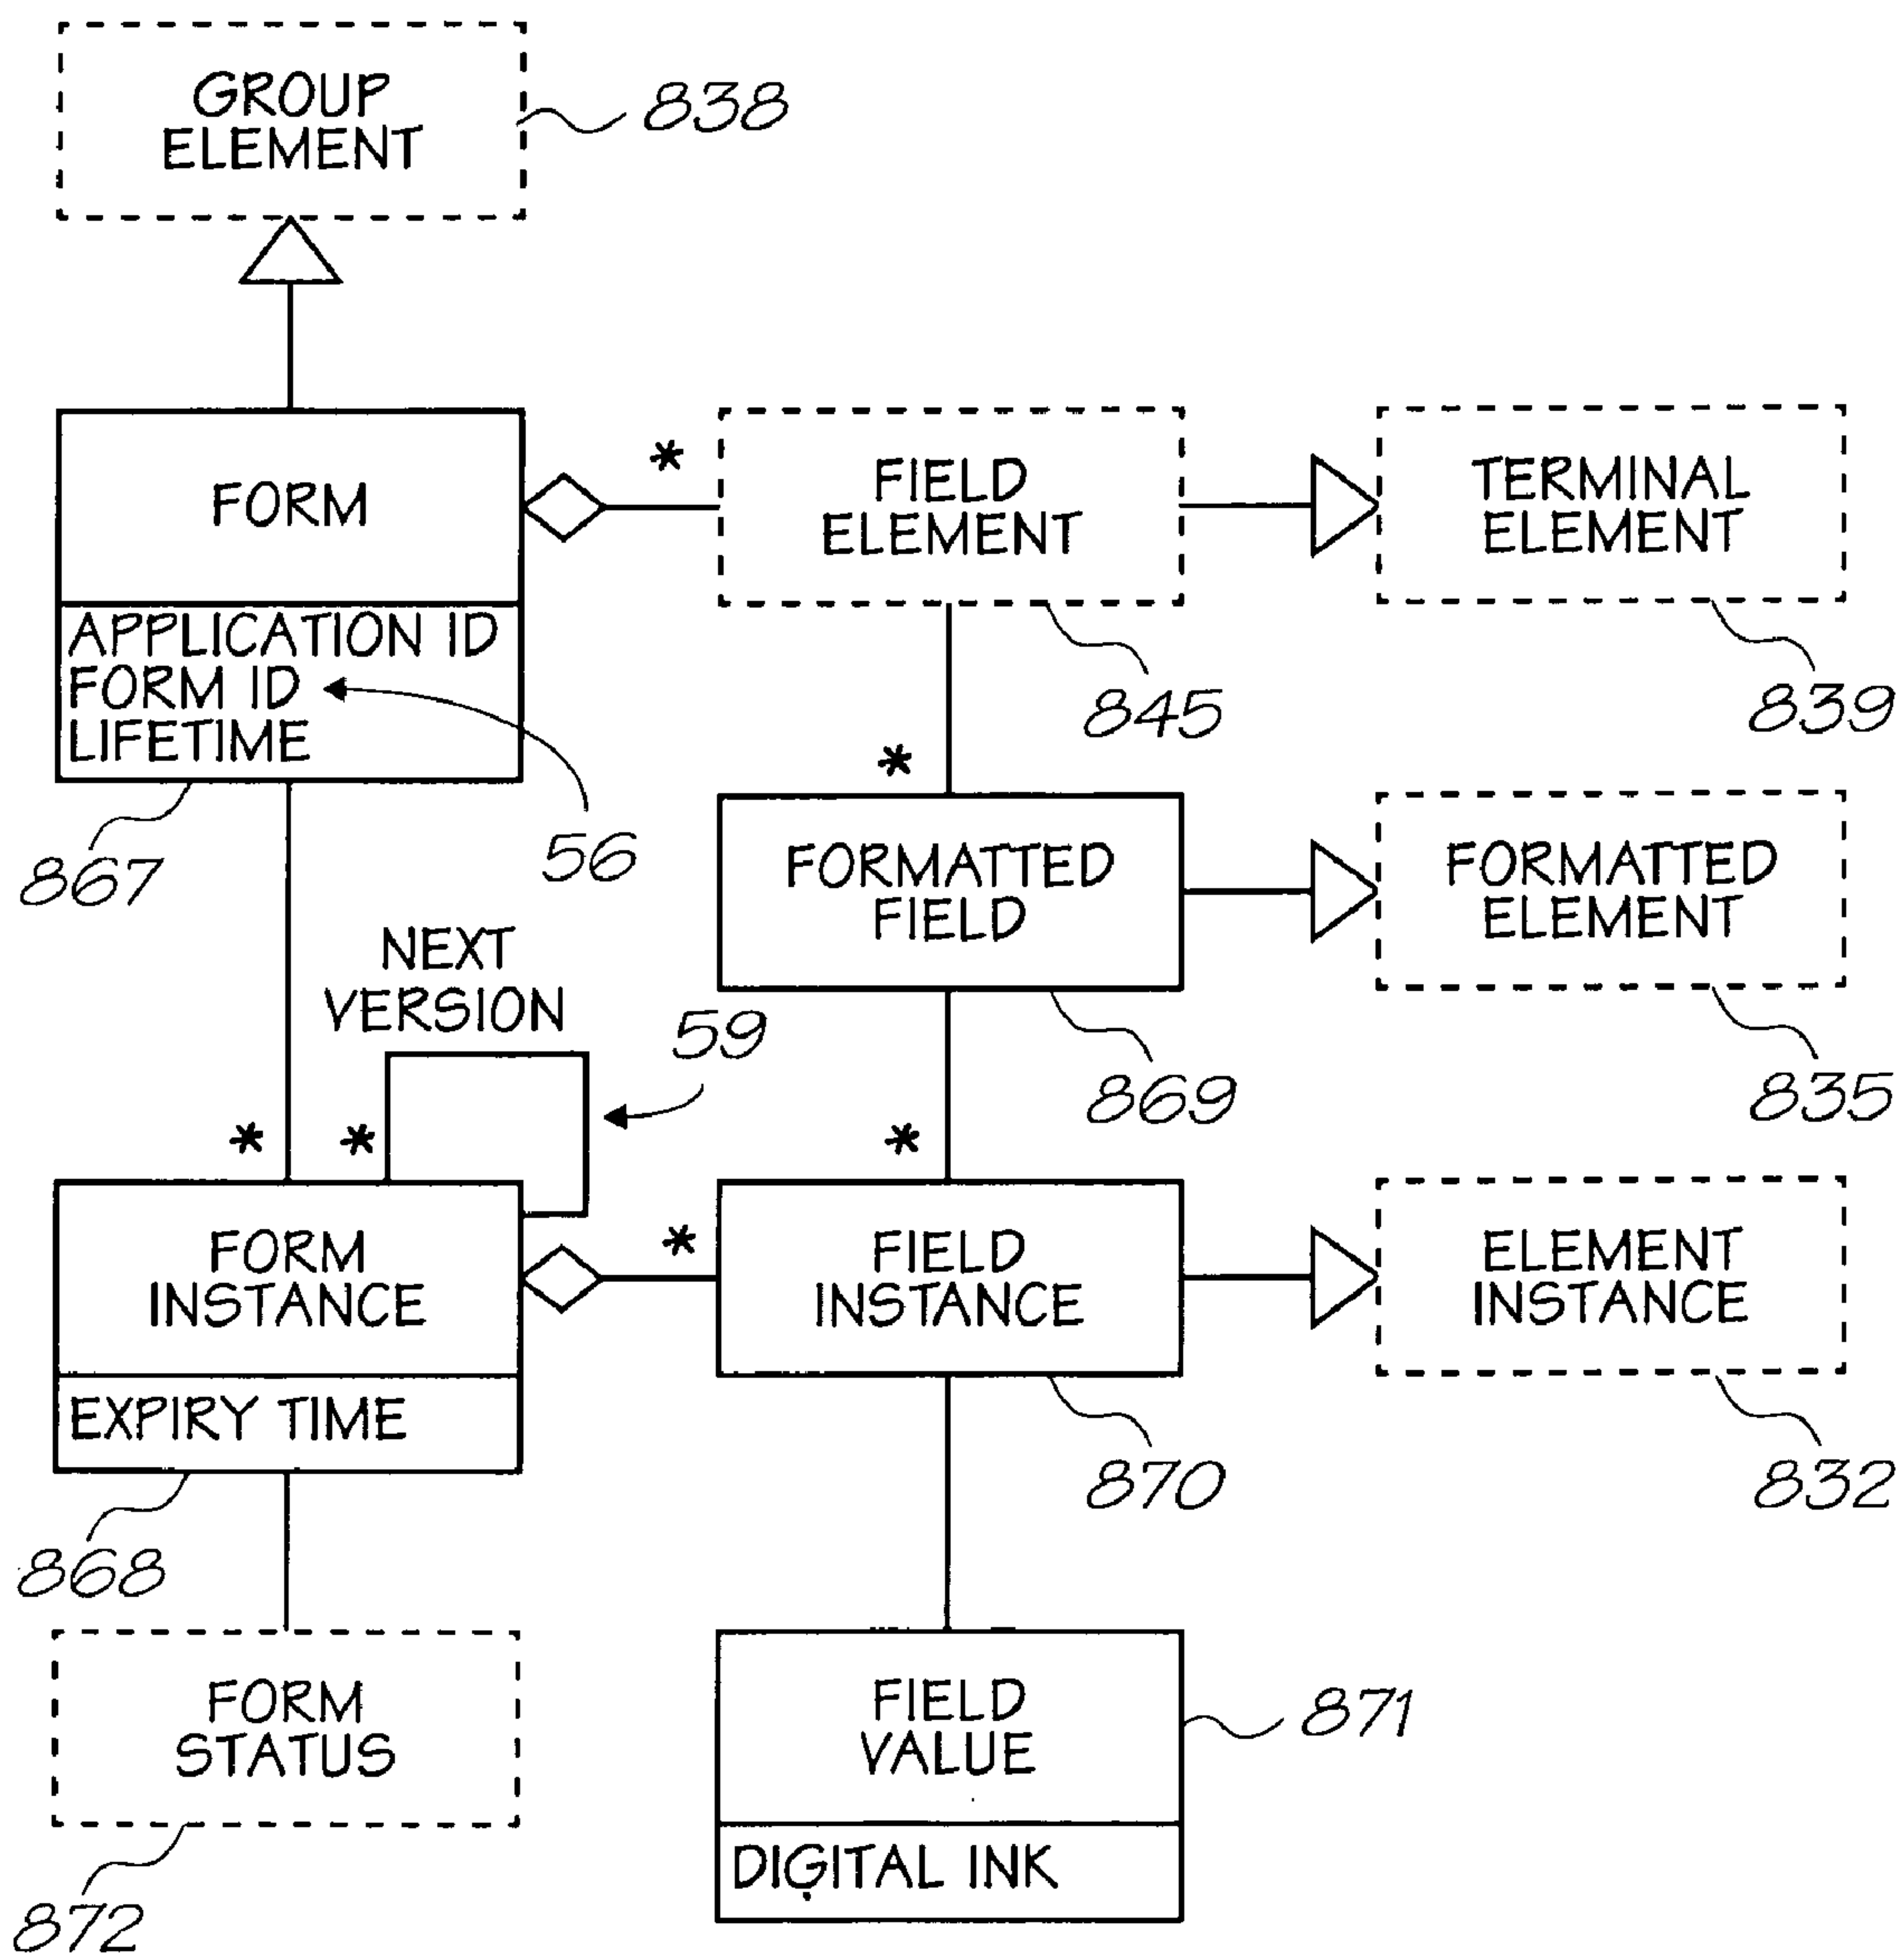 GROUP
ELEMENT
838
FORM
*
FIELD
ELEMENT
TERMINAL
ELEMENT
APPLICATION ID
FORM ID
LIFETIME
845
839
*
867
56
FORMATTED
FIELD
FORMATTED
ELEMENT
NEXT
VERSION
59
869
835
*
*
*
FORM
INSTANCE
*
FIELD
INSTANCE
ELEMENT
INSTANCE
EXPIRY TIME
870
832
868
FORM
STATUS
FIELD
VALUE
871
DIGITAL INK
872